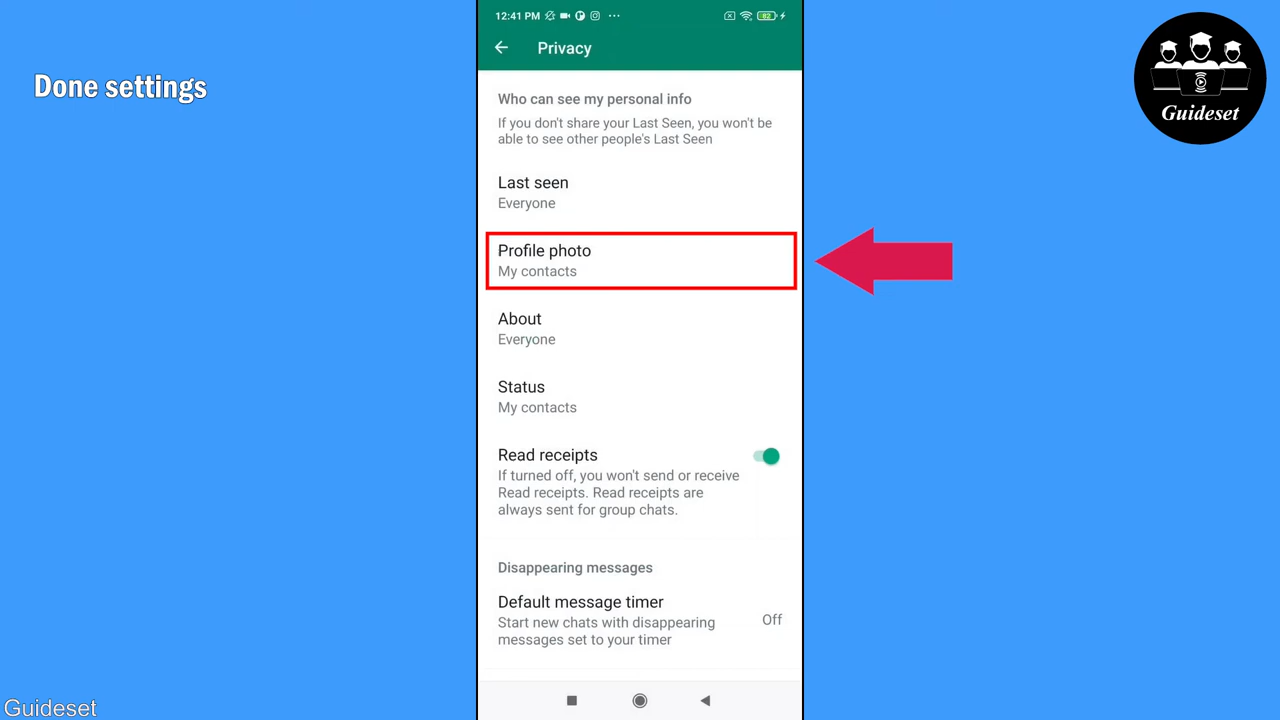 Done settings
12:41 PM
82
Privacy
Who can see my personal info
If you don't share your Last Seen, you won't be
able to see other people's Last Seen
Last seen
Everyone
Profile photo
My contacts
About
Everyone
Status
My contacts
Read receipts
If turned off, you won't send or receive
Read receipts. Read receipts are
always sent for group chats.
Disappearing messages
Default message timer
Start new chats with disappearing
messages set to your timer
Off
Guideset
Guideset